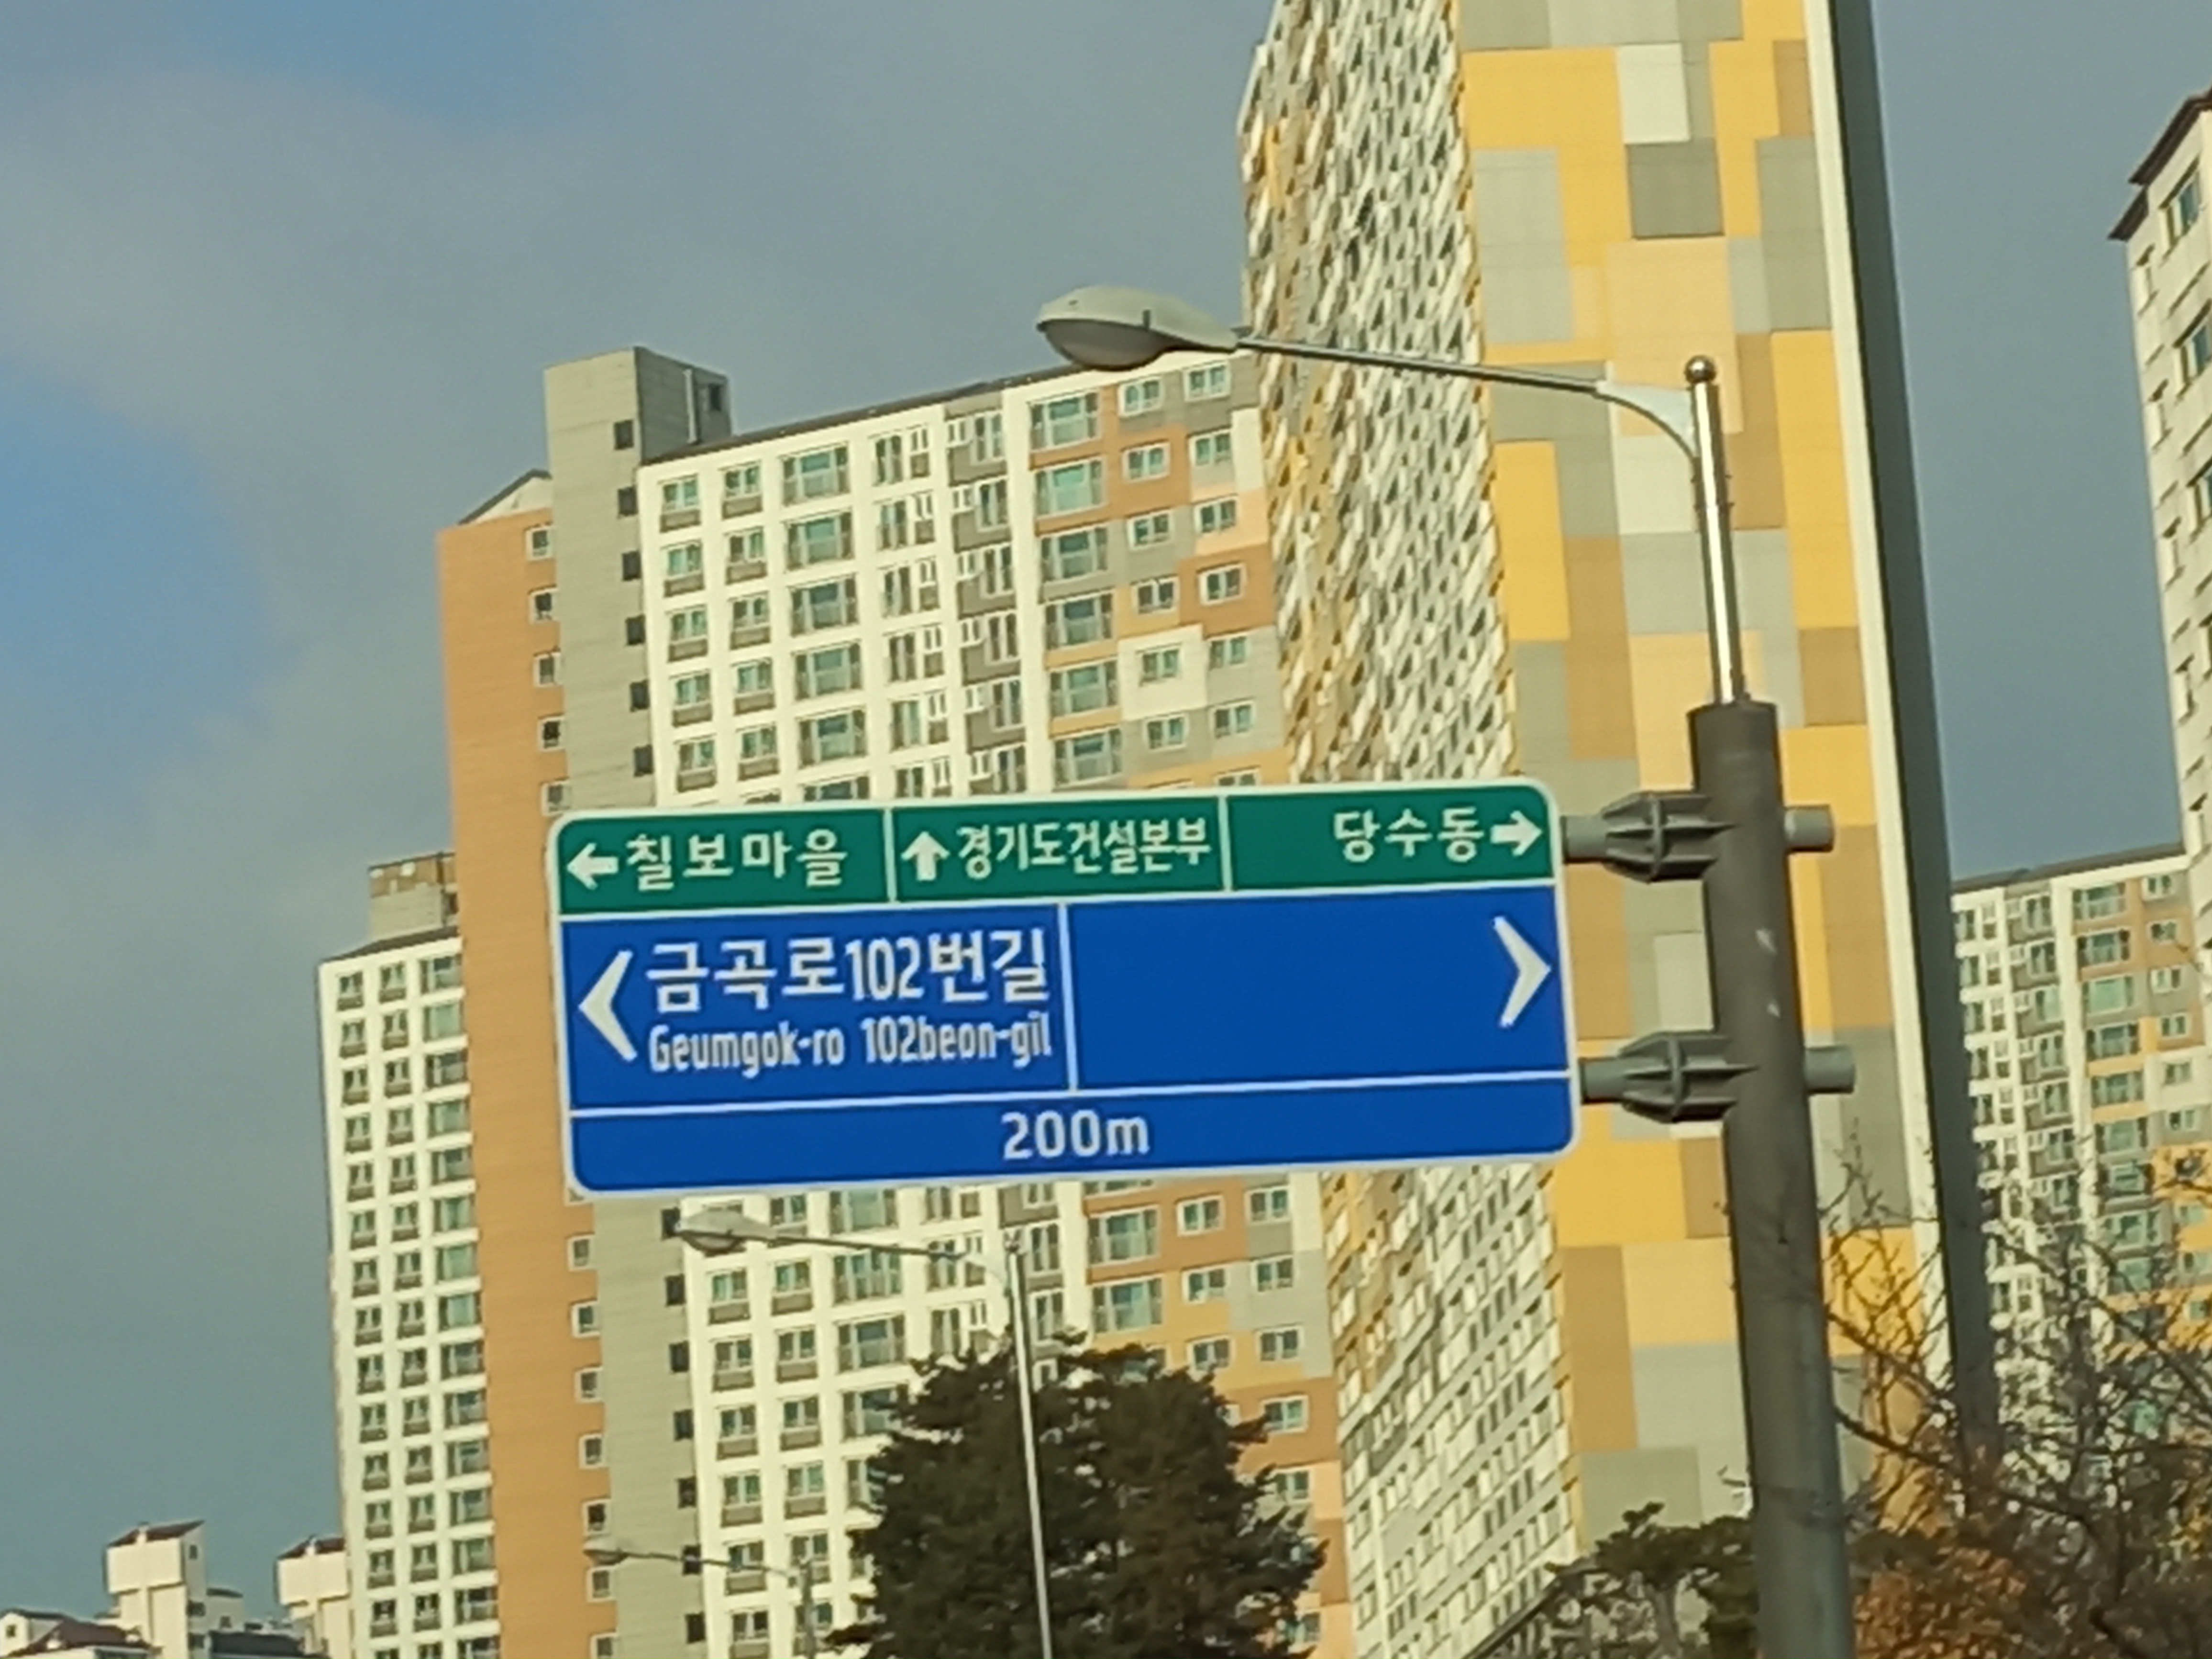 ←칠보마을 ↑경기도건설본부 당수동→
금곡로102번길
Geumgok-ro 102beon-gil
200m